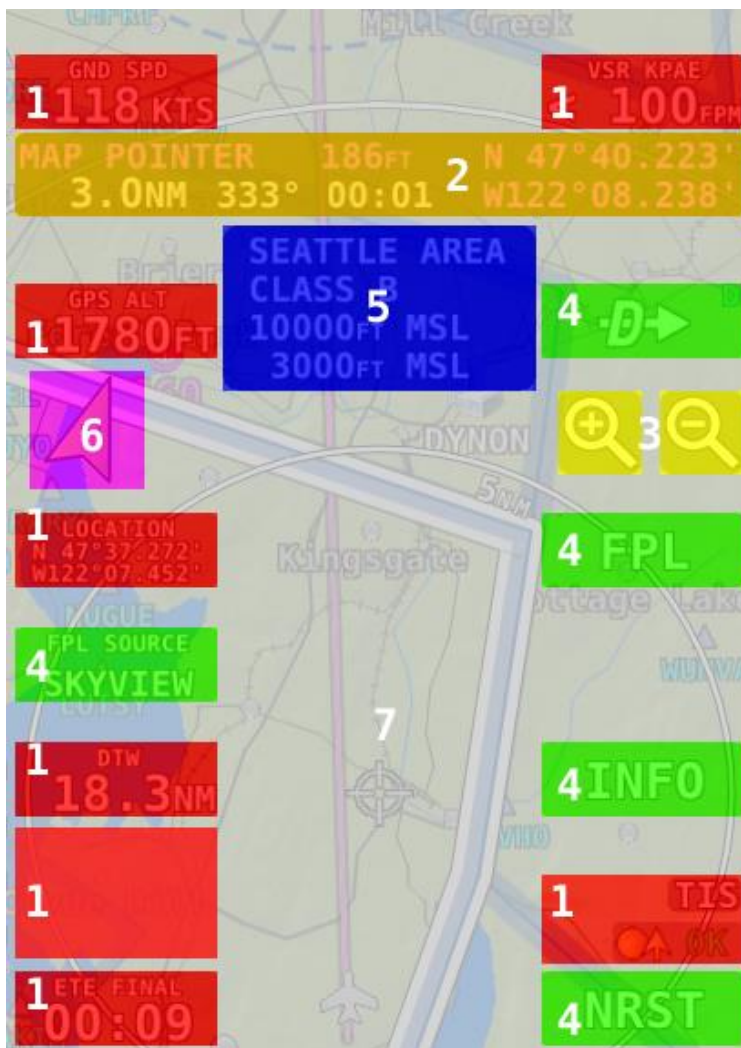 Mill Creek
GND SPD
1 118 KTS
VSR KPAE
1 100 FPM
MAP POINTER 186FT N 47°40.223'
2
3.0NM 333° 00:01 W122°08.238'
SEATTLE AREA
CLASS B
5
10000FT MSL
3000FT MSL
Brier
GPS ALT
1 1780FT
4 D
6
DYNON
3
5NM
1 LOCATION
N 47°37.272'
W122°07.452'
Kingsgate
4 FPL
ottage Lake
4 FPL SOURCE
SKYVIEW
7
1 DTW
18.3NM
4 INFO
VHO
1
1 TIS
OK
1 ETE FINAL
00:09
4 NRST